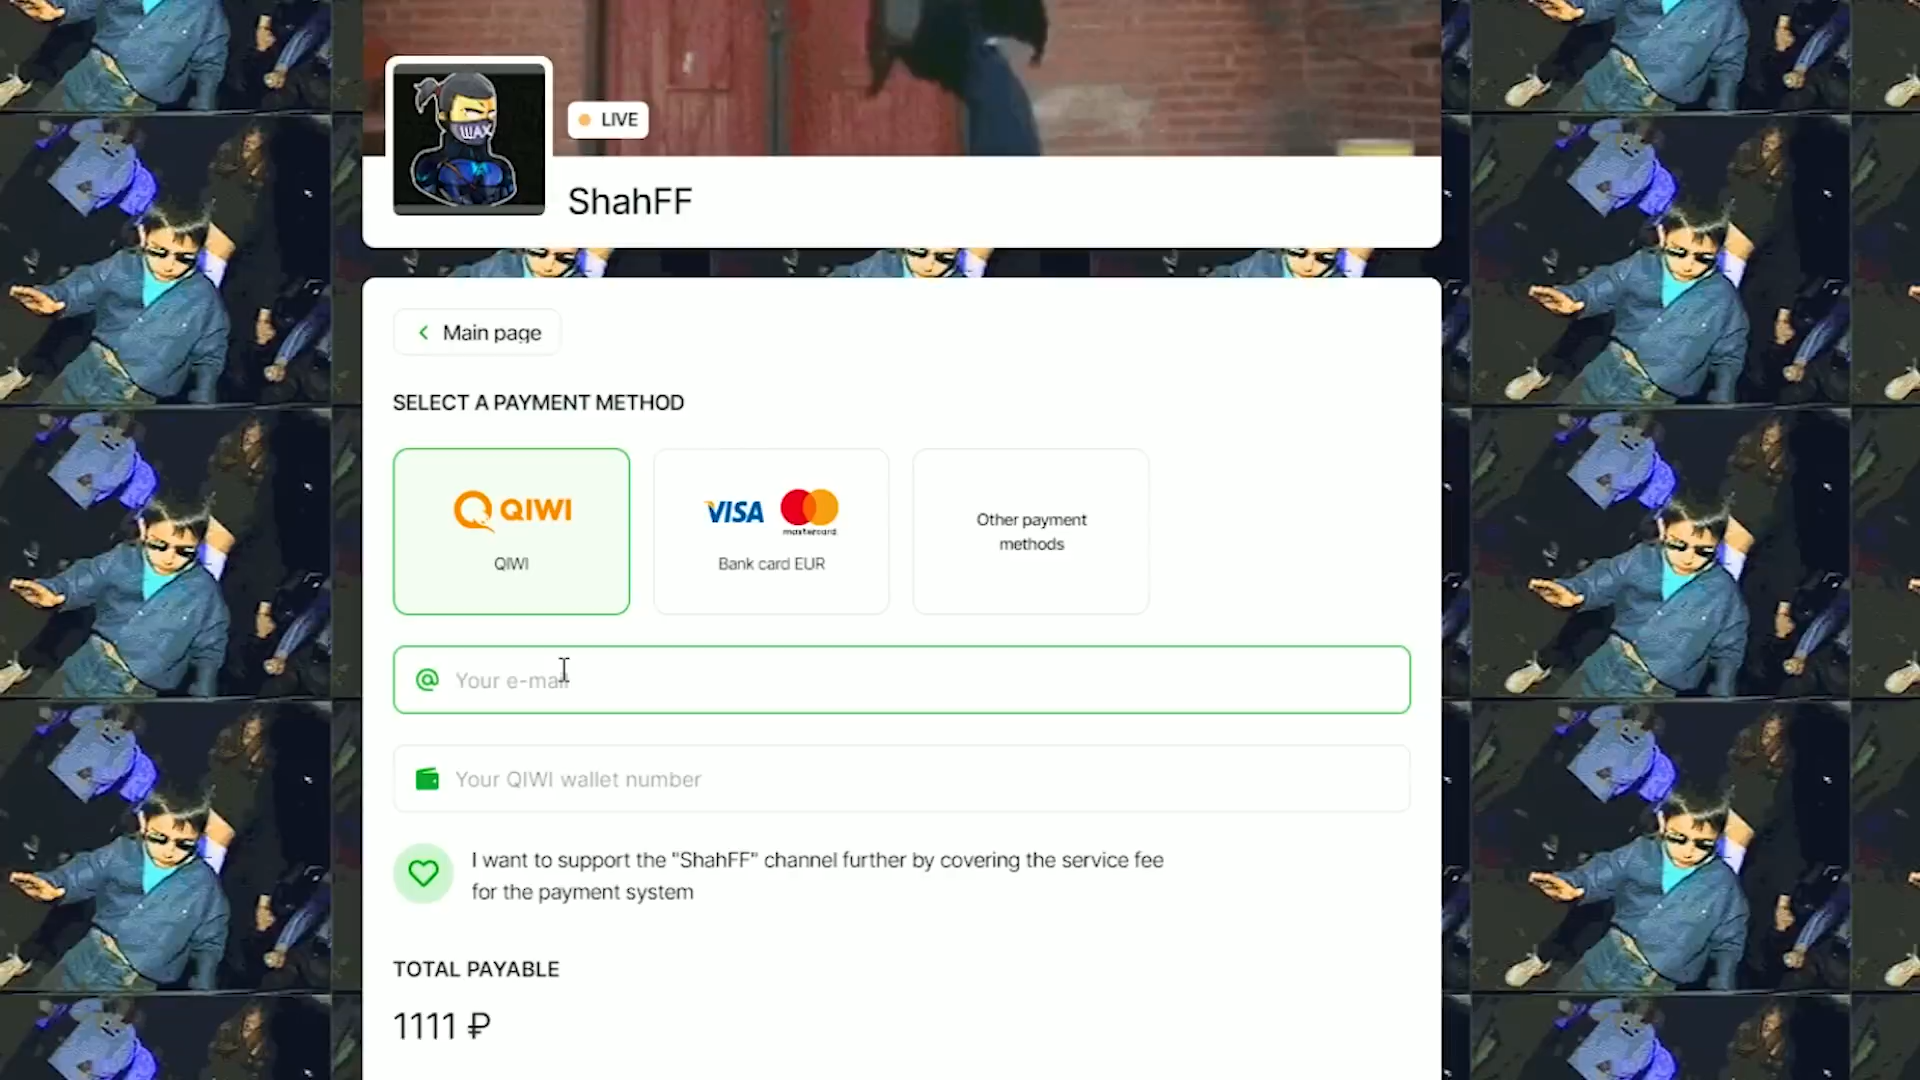 WAX
LIVE
ShahFF
Main page
SELECT A PAYMENT METHOD
QIWI
VISA
mastercard
Other payment
methods
QIWI
Bank card EUR
Your e-mail
Your QIWI wallet number
I want to support the "ShahFF" channel further by covering the service fee
for the payment system
TOTAL PAYABLE
1111 ₽